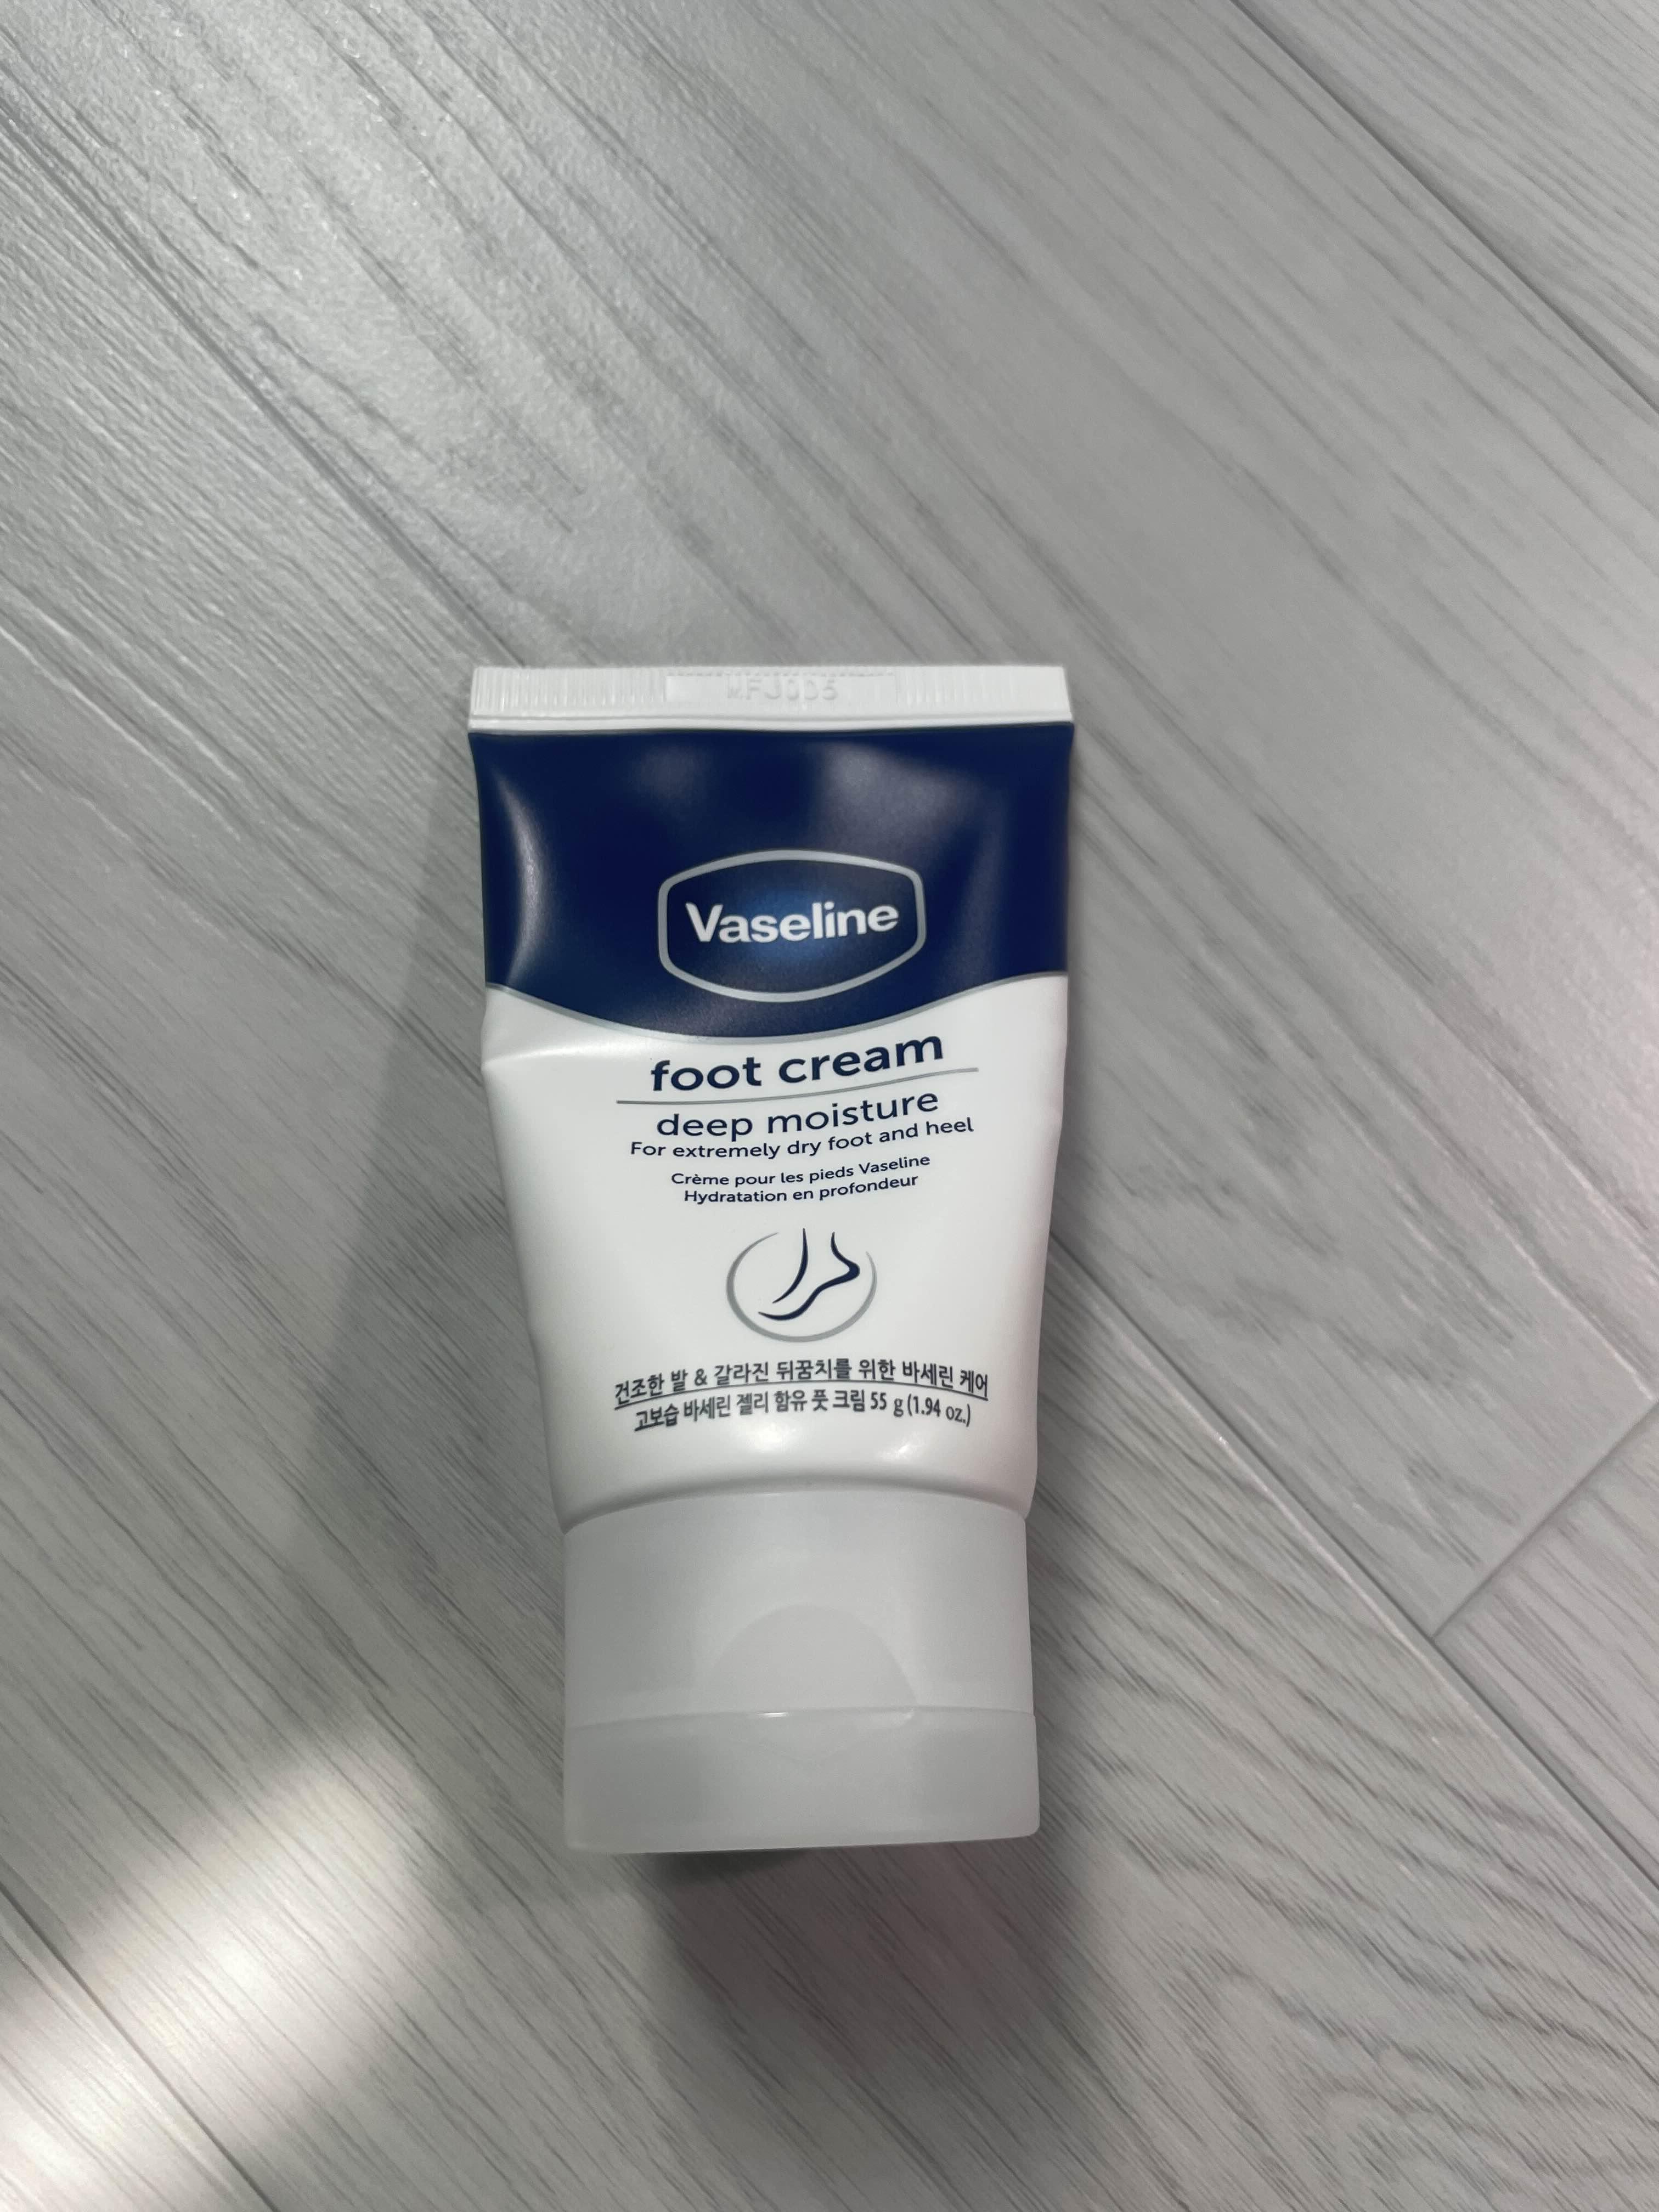 Vaseline
foot cream
deep moisture
For extremely dry foot and heel
Crème pour les pieds Vaseline
Hydratation en profondeur
건조한 발 & 갈라진 뒤꿈치를 위한 바세린 케어
고보습 바세린 젤리 함유 풋 크림 55 g (1.94 oz.)